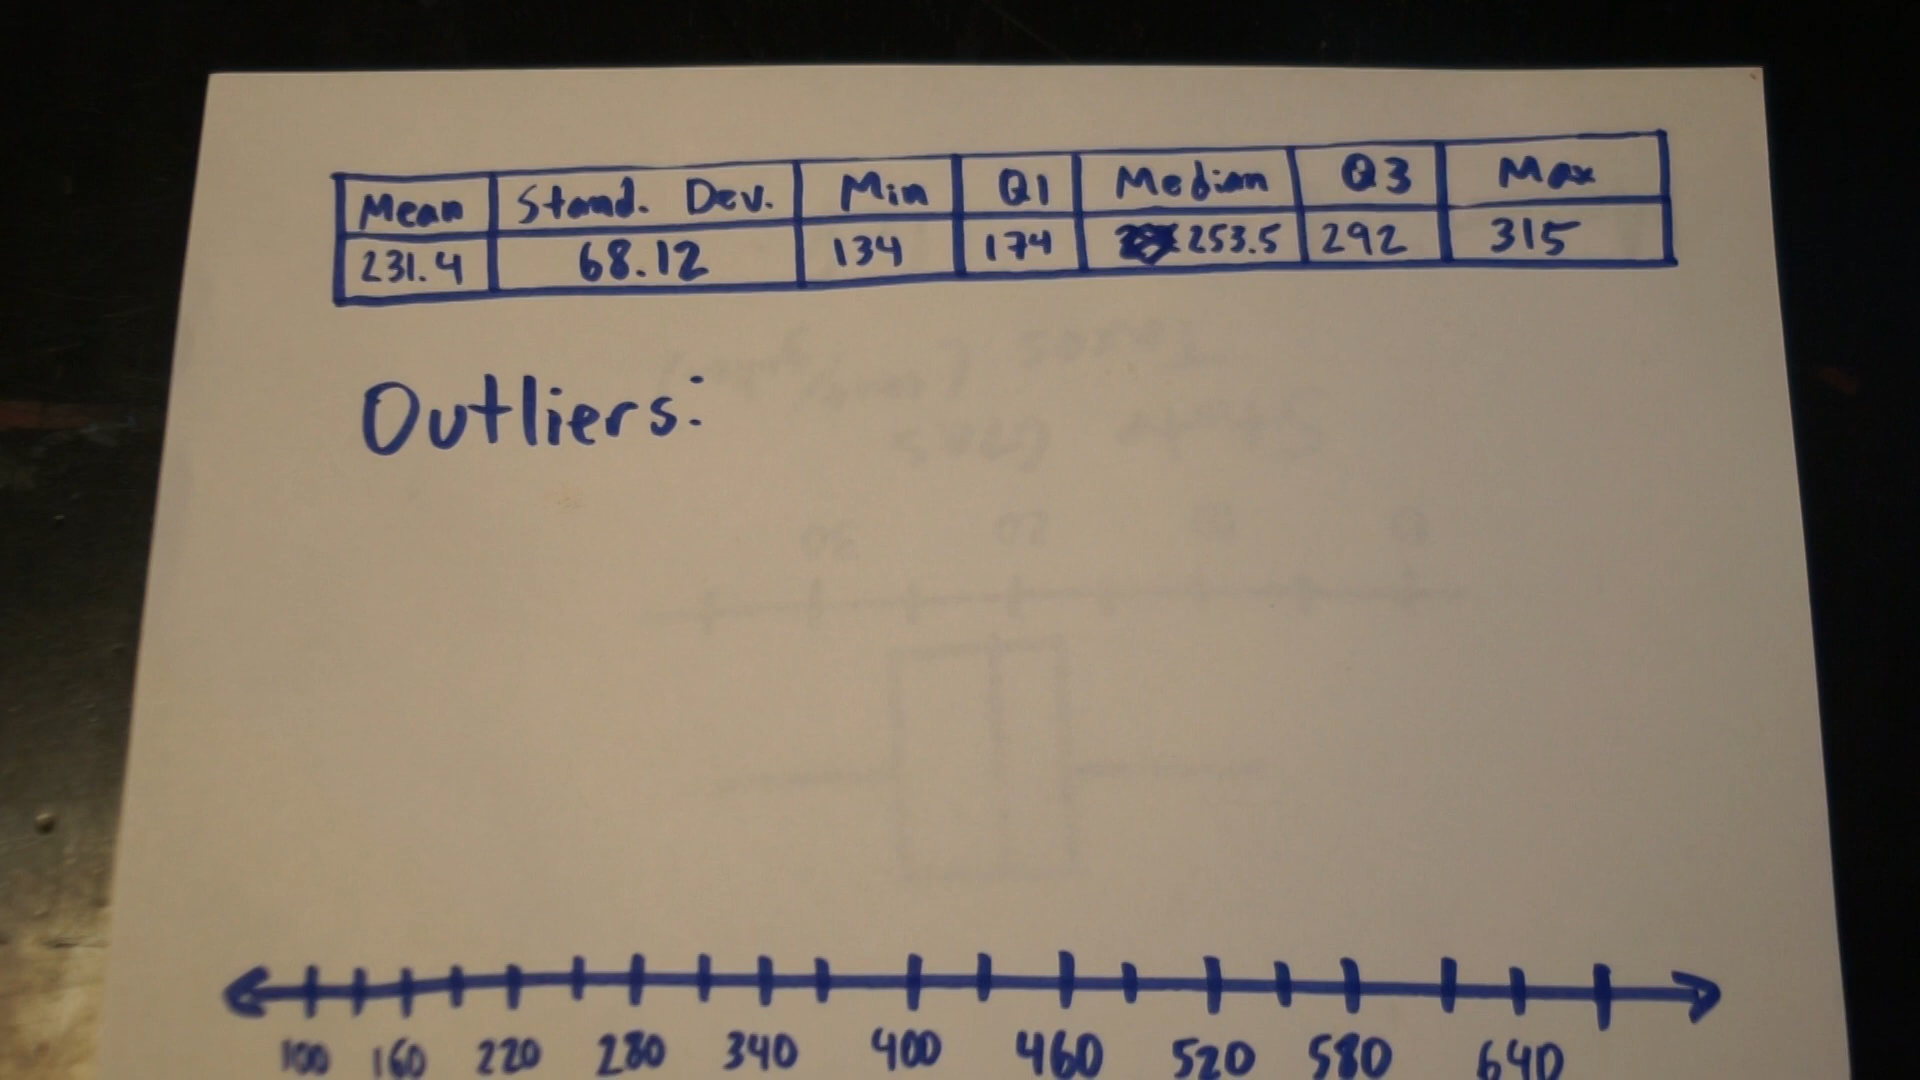 Mean Stand. Dev. Min Q1 Median Q3 Max
231.4 68.12 134 174 253.5 292 315
Outliers:
100 160 220 280 340 400 460 520 580 640